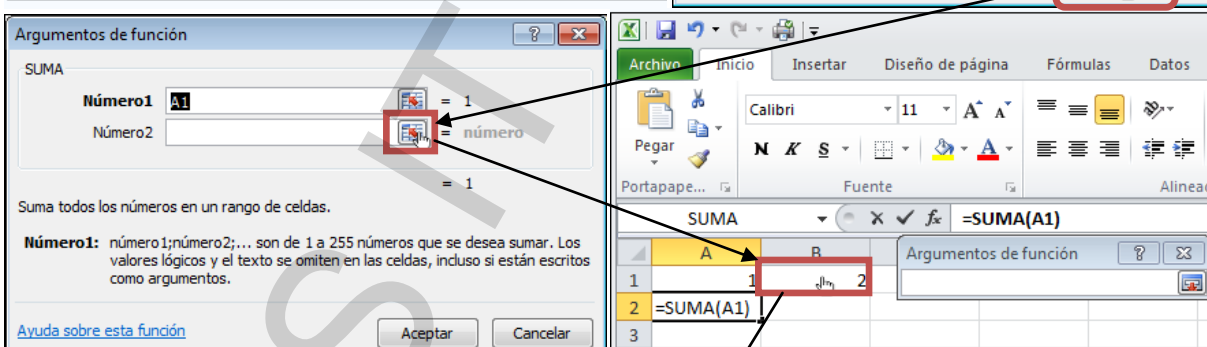 Argumentos de función
SUMA
Número1 A1 = 1
Número2 = número
= 1
Suma todos los números en un rango de celdas.
Número1: número1;número2;... son de 1 a 255 números que se desea sumar. Los
valores lógicos y el texto se omiten en las celdas, incluso si están escritos
como argumentos.
Ayuda sobre esta función
Aceptar Cancelar
Archivo Inicio Insertar Diseño de página Fórmulas Datos
Pegar
Calibri 11 A A
N K S A
Portapape... Fuente Alineac
SUMA fx =SUMA(A1)
A B
Argumentos de función
1 1 2
2 =SUMA(A1)
3
SIT